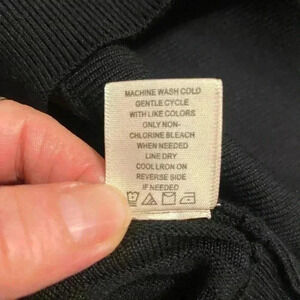 MACHINE WASH COLD
GENTLE CYCLE
WITH LIKE COLORS
ONLY NON-
CHLORINE BLEACH
WHEN NEEDED
LINE DRY
COOL LRON ON
REVERSE SIDE
IF NEEDED